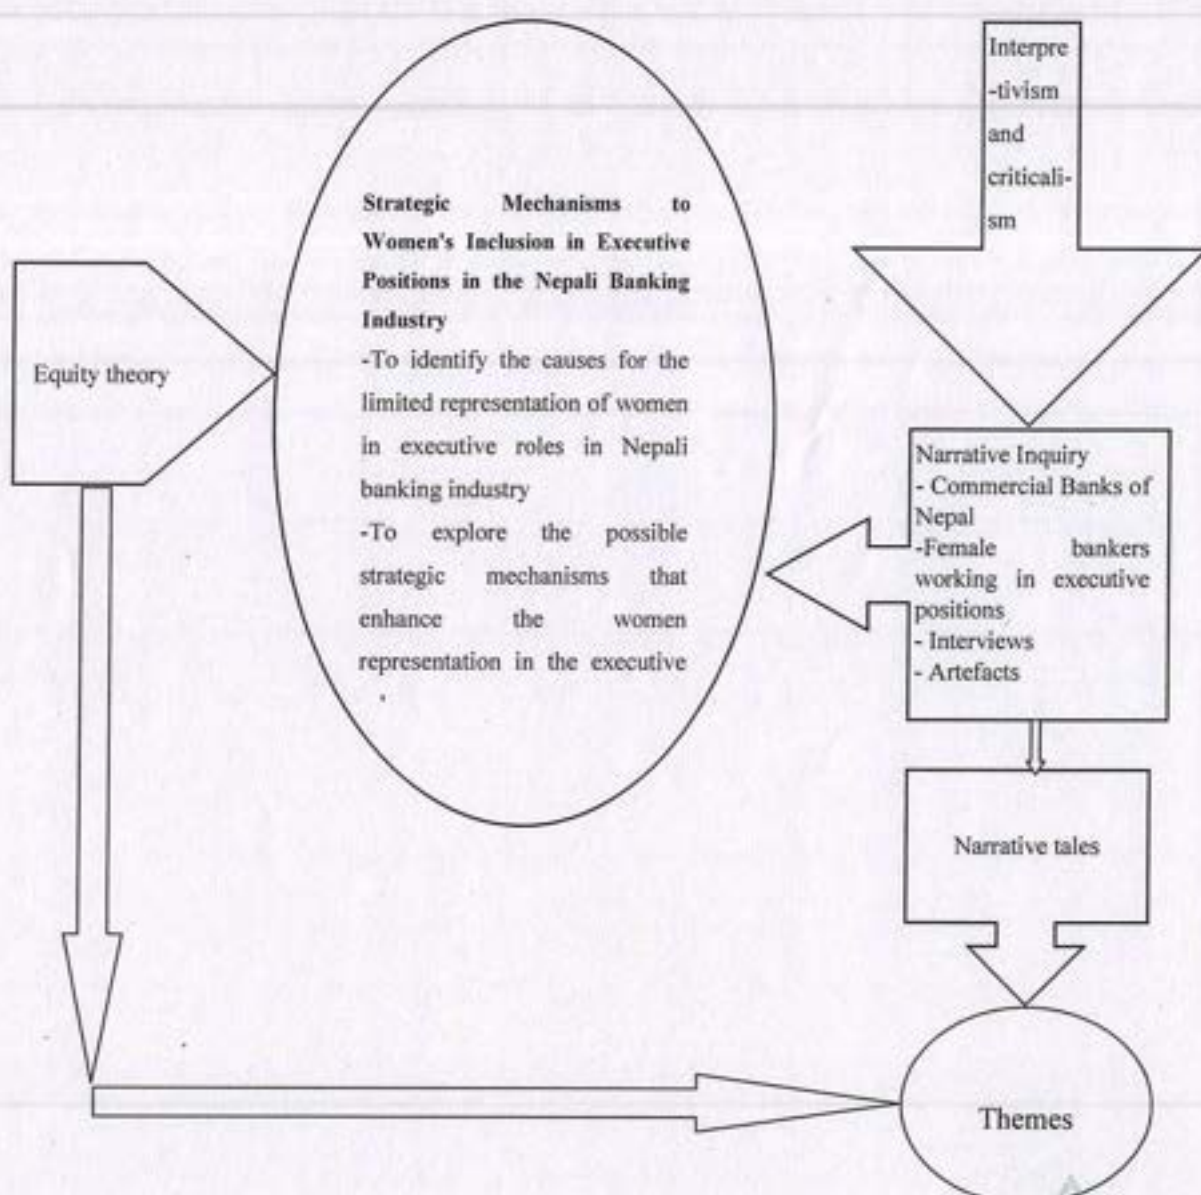 Interpre
-tivism
and
criticali-
sm
Strategic Mechanisms to
Women's Inclusion in Executive
Positions in the Nepali Banking
Industry
-To identify the causes for the
limited representation of women
in executive roles in Nepali
banking industry
-To explore the possible
strategic mechanisms that
enhance the women
representation in the executive
Equity theory
Narrative Inquiry
- Commercial Banks of
Nepal
-Female bankers
working in executive
positions
- Interviews
- Artefacts
Narrative tales
Themes